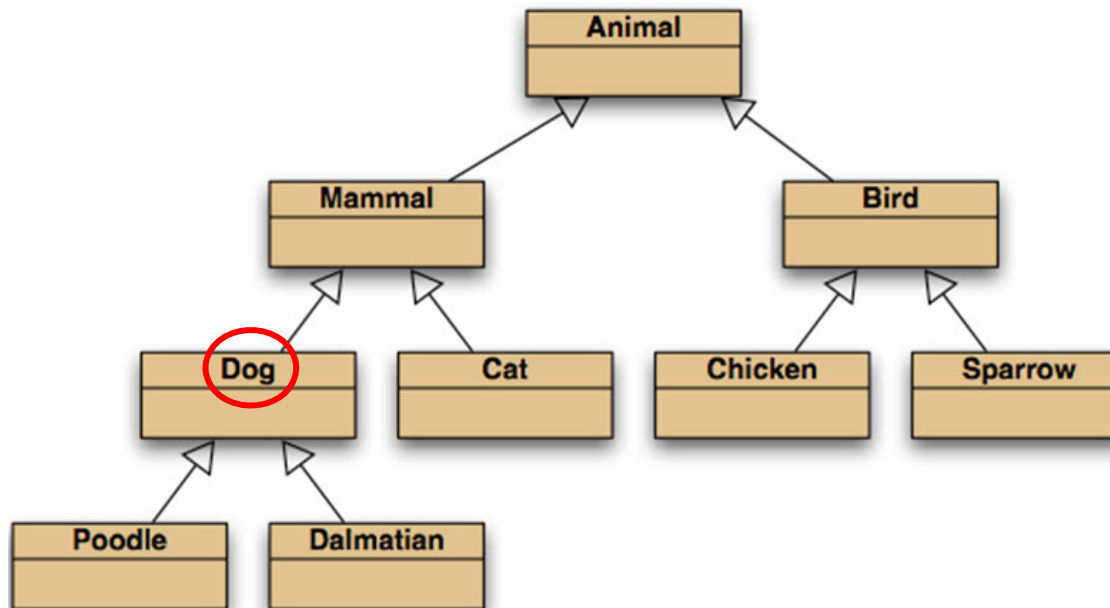 Animal
Mammal
Bird
Dog
Cat
Chicken
Sparrow
Poodle
Dalmatian